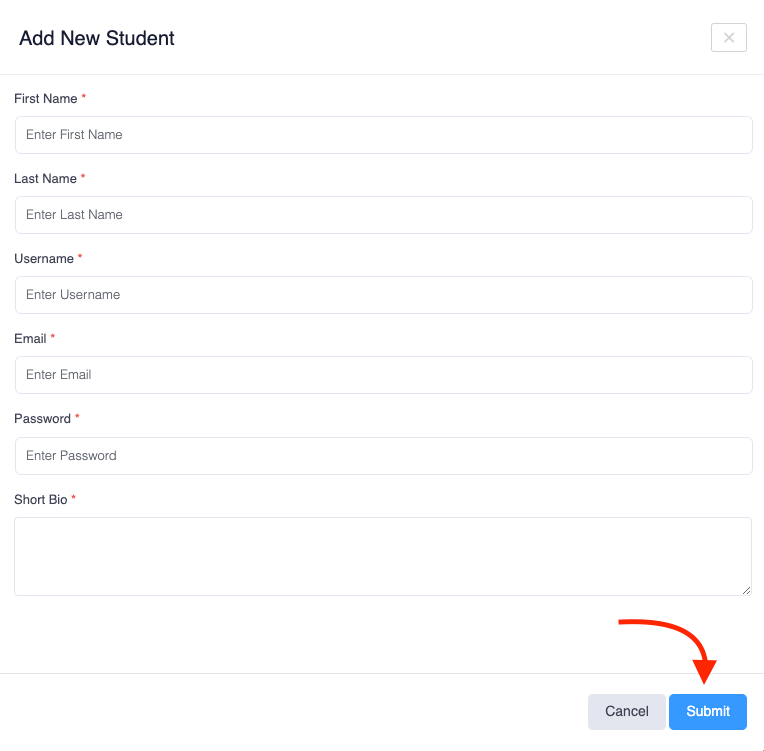 Add New Student
First Name *
Enter First Name
Last Name *
Enter Last Name
Username *
Enter Username
Email *
Enter Email
Password *
Enter Password
Short Bio *
Cancel Submit